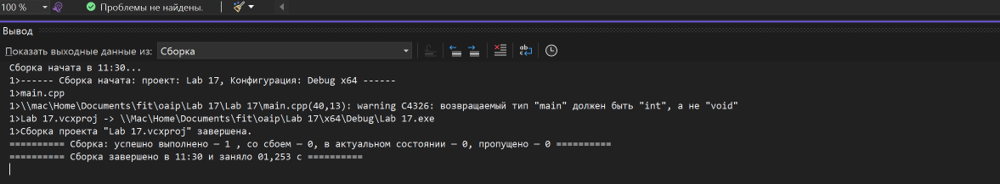 100 %
Проблемы не найдены.
Вывод
Показать выходные данные из: Сборка
Сборка начата в 11:30...
1>------ Сборка начата: проект: Lab 17, Конфигурация: Debug x64 ------
1>main.cpp
1>\\mac\Home\Documents\fit\oaip\Lab 17\Lab 17\main.cpp(40,13): warning C4326: возвращаемый тип "main" должен быть "int", а не "void"
1>Lab 17.vcxproj -> \\Mac\Home\Documents\fit\oaip\Lab 17\x64\Debug\Lab 17.exe
1>Сборка проекта "Lab 17.vcxproj" завершена.
========== Сборка: успешно выполнено — 1 , со сбоем — 0, в актуальном состоянии — 0, пропущено — 0 ==========
========== Сборка завершено в 11:30 и заняло 01,253 с ==========